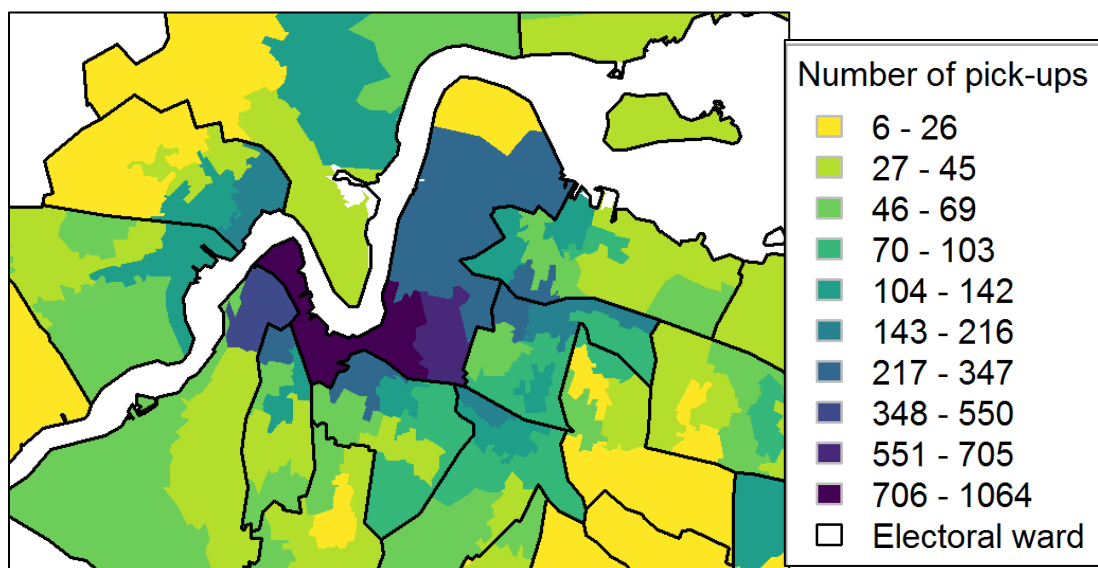 Number of pick-ups
6 - 26
27 - 45
46 - 69
70 - 103
104 - 142
143 - 216
217 - 347
348 - 550
551 - 705
706 - 1064
Electoral ward